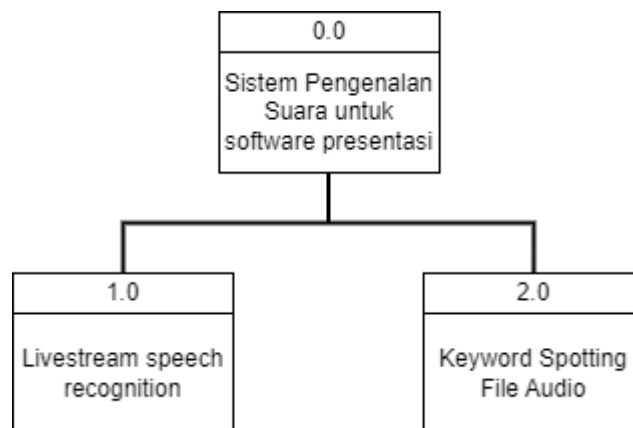 0.0
Sistem Pengenalan
Suara untuk
software presentasi
1.0
Livestream speech
recognition
2.0
Keyword Spotting
File Audio